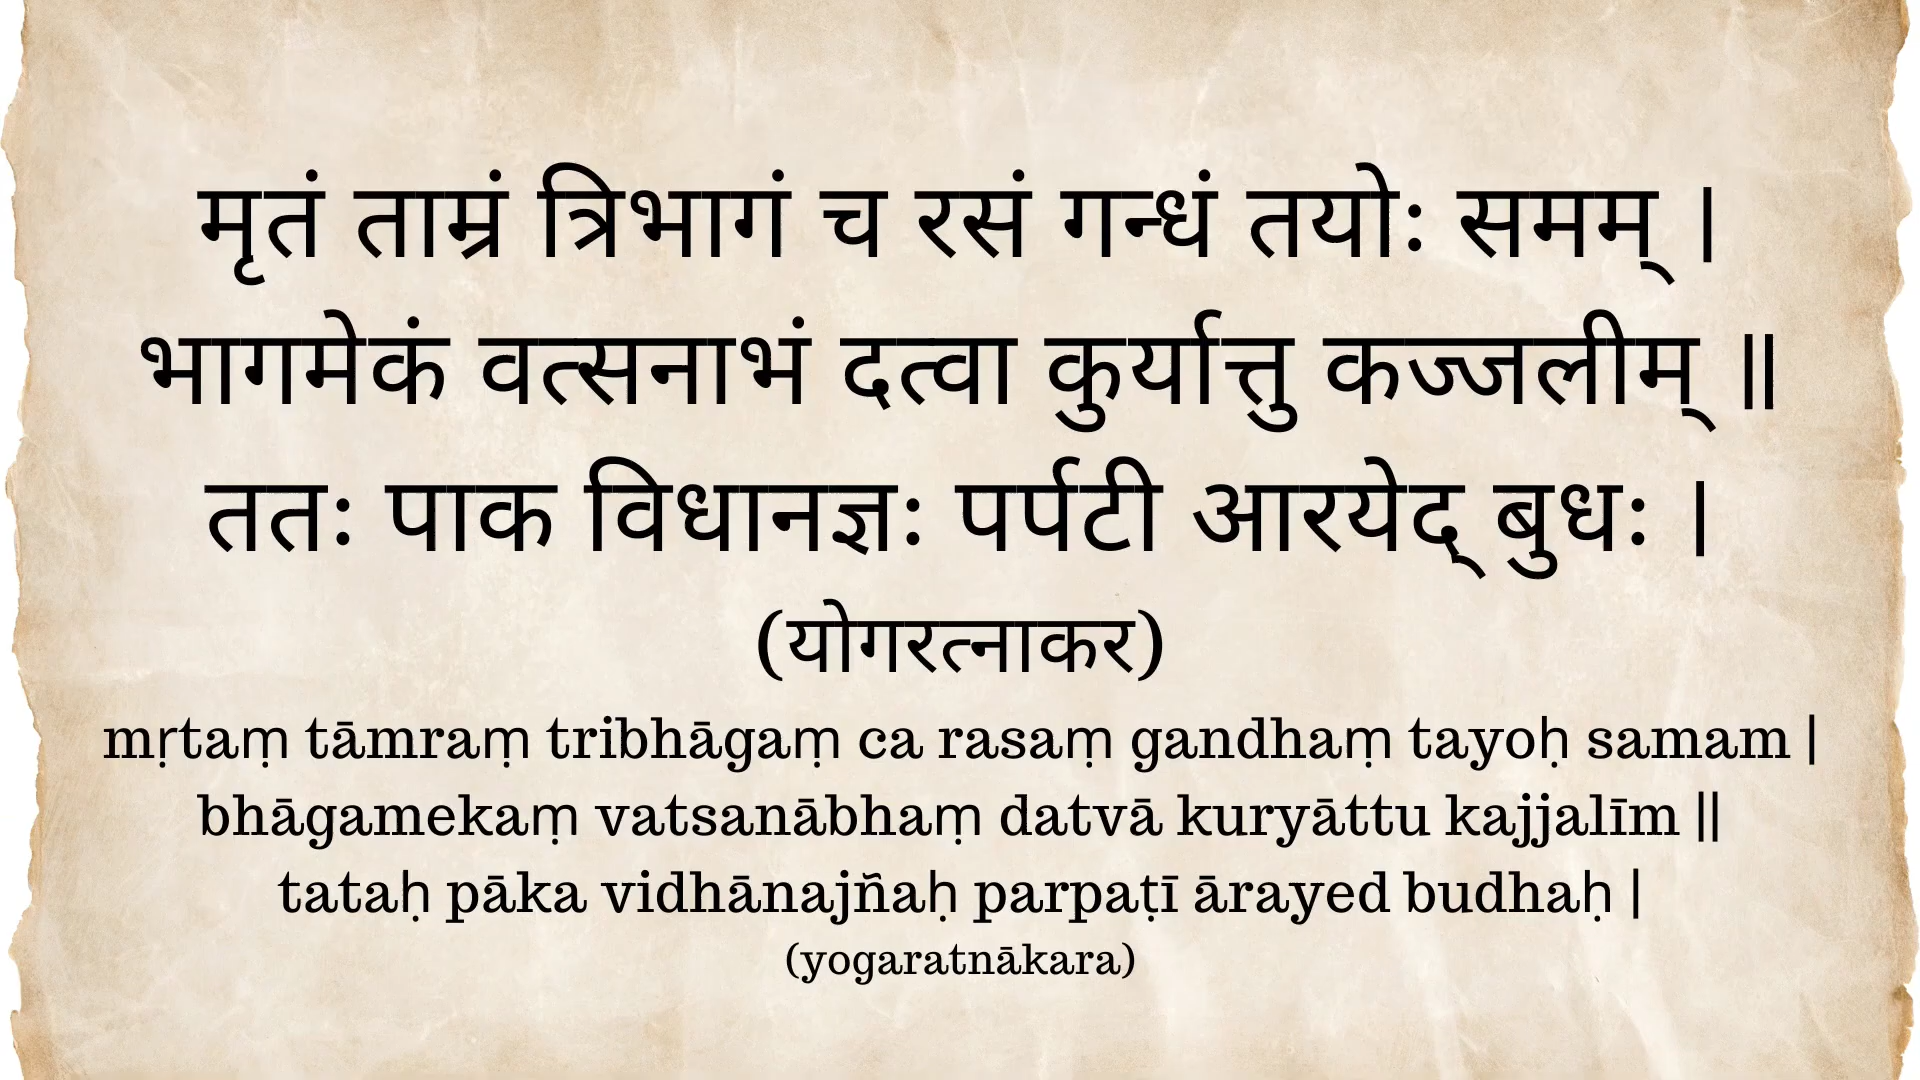 मृतं ताम्रं त्रिभागं च रसं गन्धं तयोः समम् ।
भागमेकं वत्सनाभं दत्वा कुर्यात्तु कज्जलीम् ॥
ततः पाक विधानज्ञः पर्पटी आरयेद् बुधः ।
(योगरत्नाकर)
mṛtaṃ tāmraṃ tribhāgaṃ ca rasaṃ gandhaṃ tayoḥ samam |
bhāgamekaṃ vatsanābhaṃ datvā kuryāttu kajjalīm ||
tataḥ pāka vidhānajñaḥ parpaṭī ārayed budhaḥ |
(yogaratnākara)